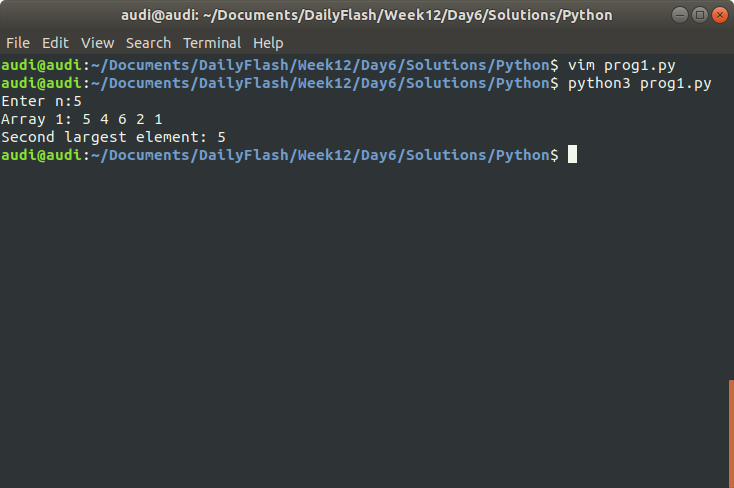 audi@audi: ~/Documents/DailyFlash/Week12/Day6/Solutions/Python
File Edit View Search Terminal Help
audi@audi:~/Documents/DailyFlash/Week12/Day6/Solutions/Python$ vim prog1.py
audi@audi:~/Documents/DailyFlash/Week12/Day6/Solutions/Python$ python3 prog1.py
Enter n:5
Array 1: 5 4 6 2 1
Second largest element: 5
audi@audi:~/Documents/DailyFlash/Week12/Day6/Solutions/Python$